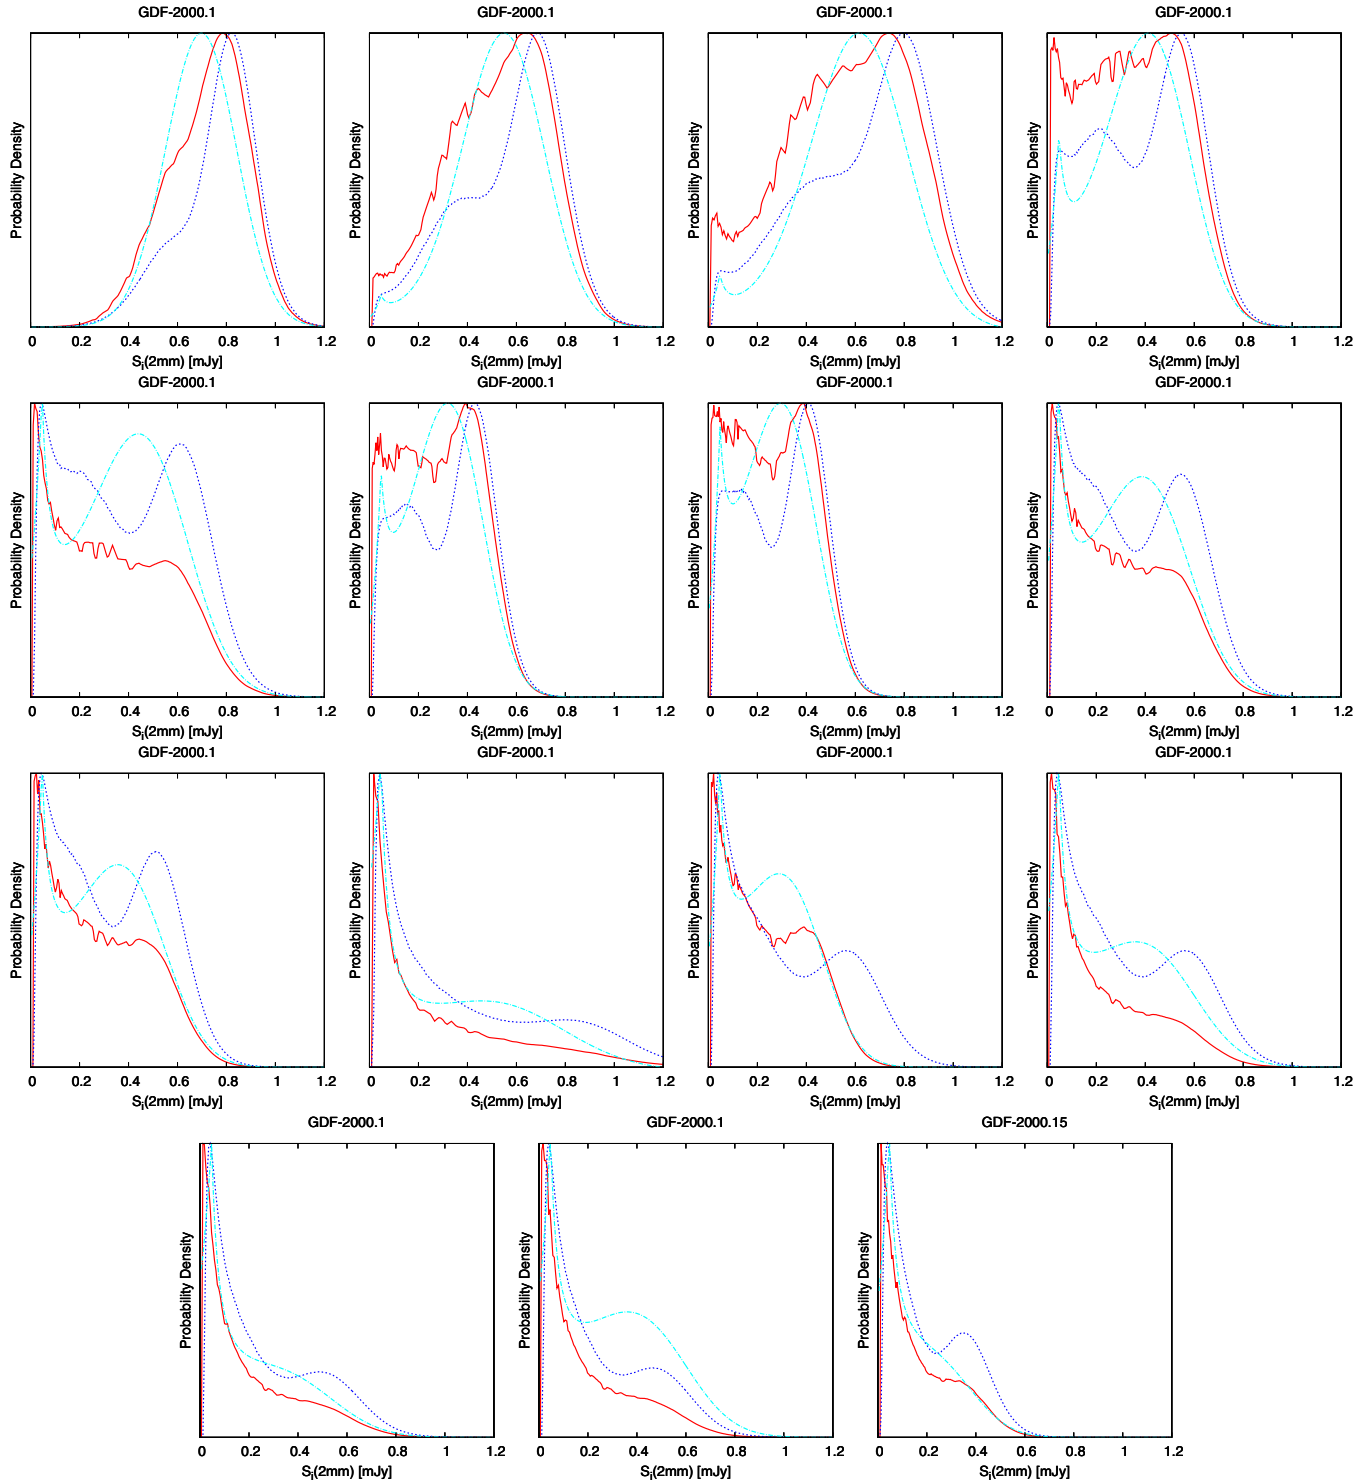 GDF-2000.1 GDF-2000.1 GDF-2000.1 GDF-2000.1
Probability Density Probability Density Probability Density Probability Density
0 0.2 0.4 0.6 0.8 1 1.2 0 0.2 0.4 0.6 0.8 1 1.2 0 0.2 0.4 0.6 0.8 1 1.2 0 0.2 0.4 0.6 0.8 1 1.2
Si(2mm) [mJy] Si(2mm) [mJy] Si(2mm) [mJy] Si(2mm) [mJy]
GDF-2000.1 GDF-2000.1 GDF-2000.1 GDF-2000.1
Probability Density Probability Density Probability Density Probability Density
0 0.2 0.4 0.6 0.8 1 1.2 0 0.2 0.4 0.6 0.8 1 1.2 0 0.2 0.4 0.6 0.8 1 1.2 0 0.2 0.4 0.6 0.8 1 1.2
Si(2mm) [mJy] Si(2mm) [mJy] Si(2mm) [mJy] Si(2mm) [mJy]
GDF-2000.1 GDF-2000.1 GDF-2000.1 GDF-2000.1
Probability Density Probability Density Probability Density Probability Density
0 0.2 0.4 0.6 0.8 1 1.2 0 0.2 0.4 0.6 0.8 1 1.2 0 0.2 0.4 0.6 0.8 1 1.2 0 0.2 0.4 0.6 0.8 1 1.2
Si(2mm) [mJy] Si(2mm) [mJy] Si(2mm) [mJy] Si(2mm) [mJy]
GDF-2000.1 GDF-2000.1 GDF-2000.15
Probability Density Probability Density Probability Density
0 0.2 0.4 0.6 0.8 1 1.2 0 0.2 0.4 0.6 0.8 1 1.2 0 0.2 0.4 0.6 0.8 1 1.2
Si(2mm) [mJy] Si(2mm) [mJy] Si(2mm) [mJy]